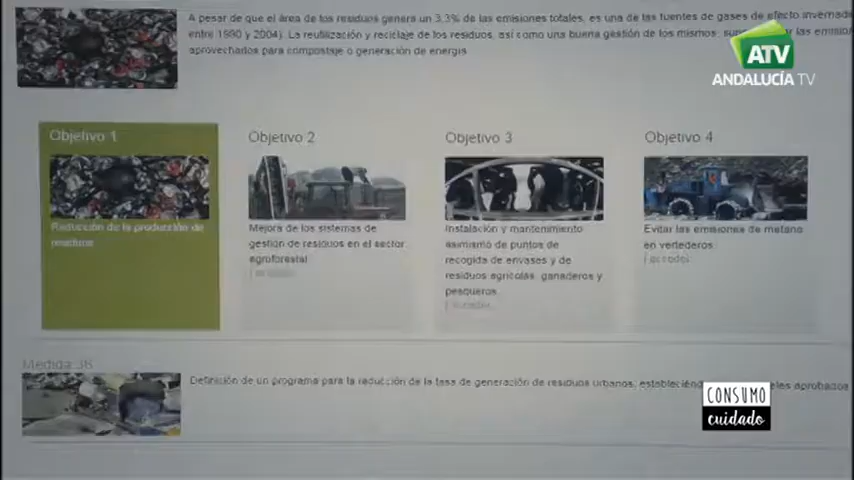 A pesar de que el área de los residuos genera un 3,3% de las emisiones totales, es una de las fuentes de gases de efecto
entre 1990 y 2004). La reutilización y reciclaje de los residuos, así como una buena gestión de los mismos, las
aprovecharlos para compostaje o generación de energía
ATV
ANDALUCÍA TV
Objetivo 1
Reducción de la producción de
residuos
Objetivo 2
Mejora de los sistemas de
gestión de residuos en el sector
agroforestal
Objetivo 3
Instalación y mantenimiento
asimismo de puntos de
recogida de envases y de
residuos agrícolas, ganaderos y
pesqueros
Objetivo 4
Evitar las emisiones de metano
en vertederos
| acceder
Medida 36
Definición de un programa para la reducción de la tasa de generación de residuos urbanos, aprobados
CONSUMO
cuidado